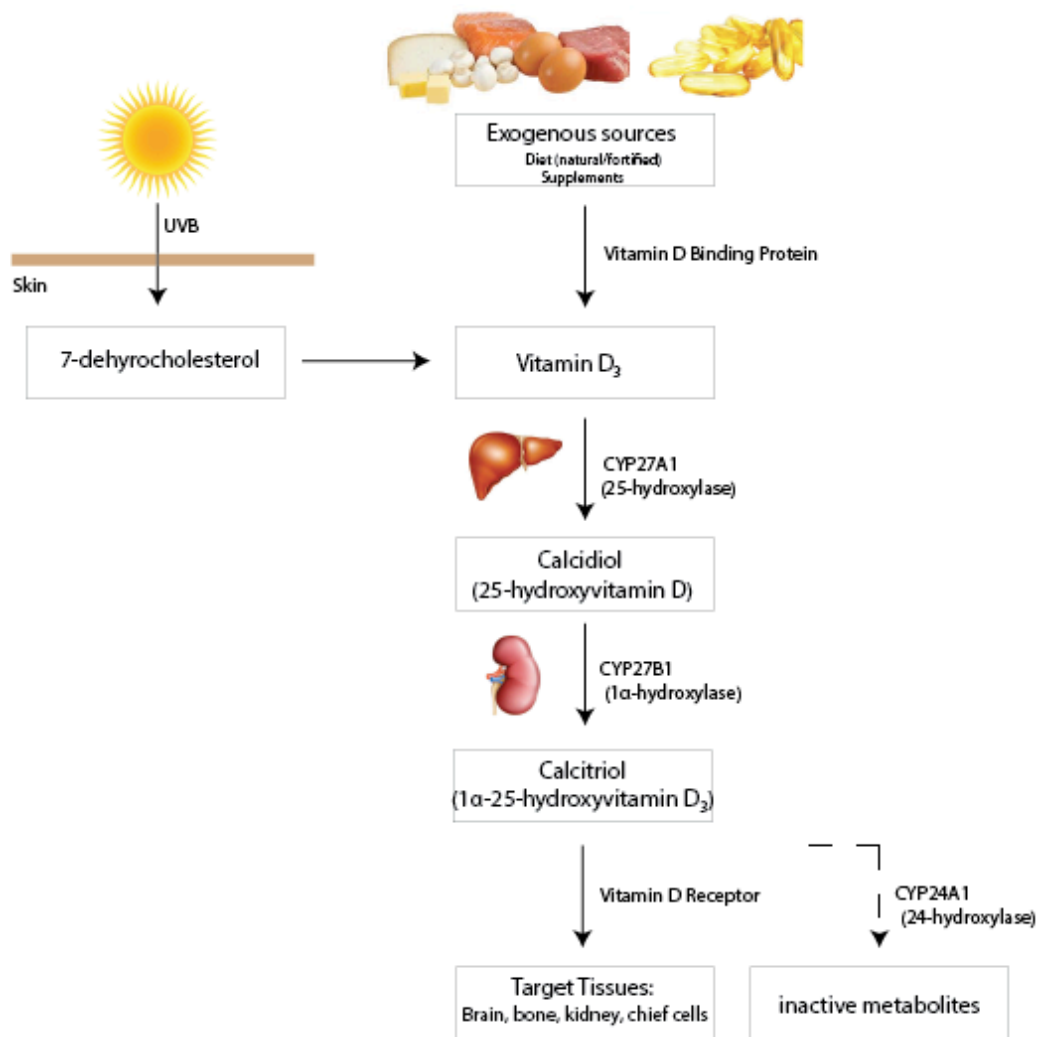 Exogenous sources
Diet (natural/fortified)
Supplements
UVB
Vitamin D Binding Protein
Skin
7-dehyrocholesterol
Vitamin D₃
CYP27A1
(25-hydroxylase)
Calcidiol
(25-hydroxyvitamin D)
CYP27B1
(1α-hydroxylase)
Calcitriol
(1α-25-hydroxyvitamin D₃)
Vitamin D Receptor
CYP24A1
(24-hydroxylase)
Target Tissues:
Brain, bone, kidney, chief cells
inactive metabolites